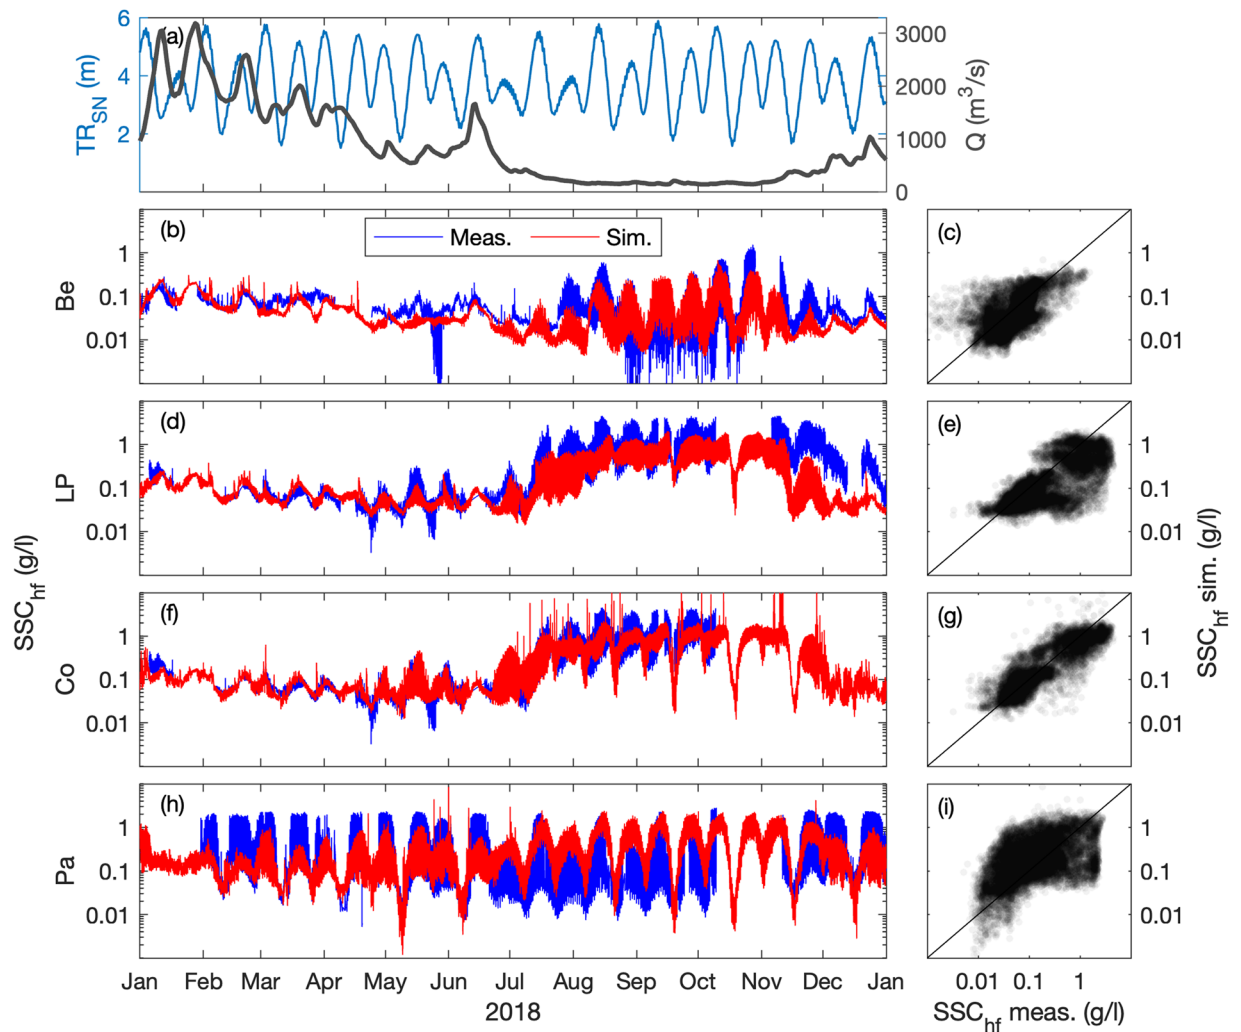 (a)
6
4
2
TR_SN (m)
3000
2000
1000
0
Q (m³/s)
(b)
Meas.
Sim.
1
0.1
0.01
Be
(c)
1
0.1
0.01
(d)
1
0.1
0.01
LP
(e)
1
0.1
0.01
SSC_hf (g/l)
SSC_hf sim. (g/l)
(f)
1
0.1
0.01
Co
(g)
1
0.1
0.01
(h)
1
0.1
0.01
Pa
(i)
1
0.1
0.01
Jan Feb Mar Apr May Jun Jul Aug Sep Oct Nov Dec Jan
2018
0.01 0.1 1
SSC_hf meas. (g/l)